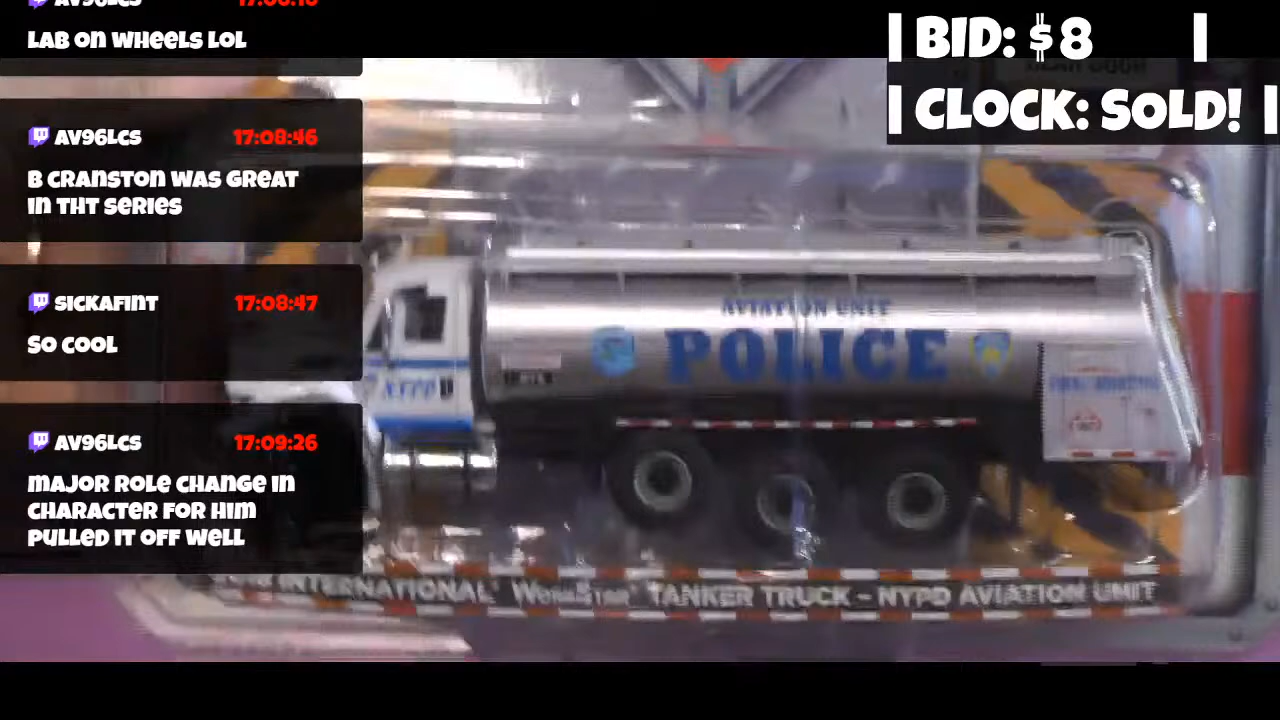 AV96LCS
LAB ON WHEELS LOL
AV96LCS 17:08:46
B CRANSTON WAS GREAT
IN THT SERIES
SICKAFINT 17:08:47
SO COOL
AV96LCS 17:09:26
MAJOR ROLE CHANGE IN
CHARACTER FOR HIM
PULLED IT OFF WELL
| BID: $8 |
| CLOCK: SOLD! |
AVIATION UNIT
POLICE
NYPD
INTERNATIONAL® WORKSTAR® TANKER TRUCK - NYPD AVIATION UNIT